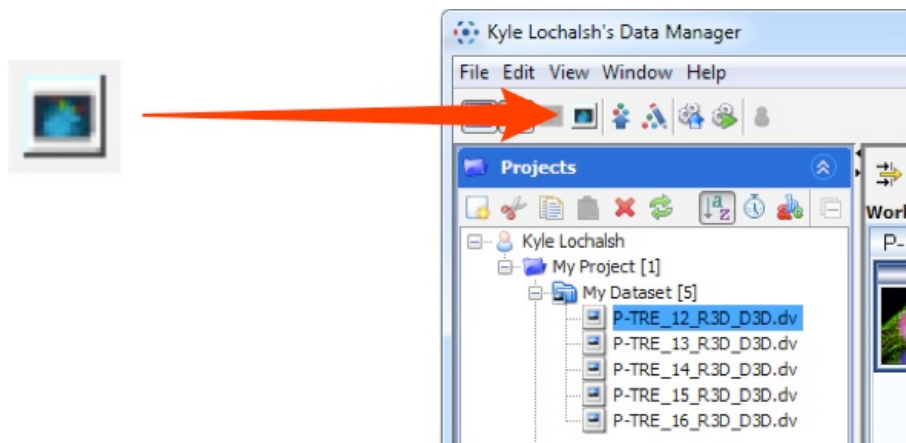 Kyle Lochalsh's Data Manager
File Edit View Window Help
Projects
a
z
Work
P-
Kyle Lochalsh
My Project [1]
My Dataset [5]
P-TRE_12_R3D_D3D.dv
P-TRE_13_R3D_D3D.dv
P-TRE_14_R3D_D3D.dv
P-TRE_15_R3D_D3D.dv
P-TRE_16_R3D_D3D.dv